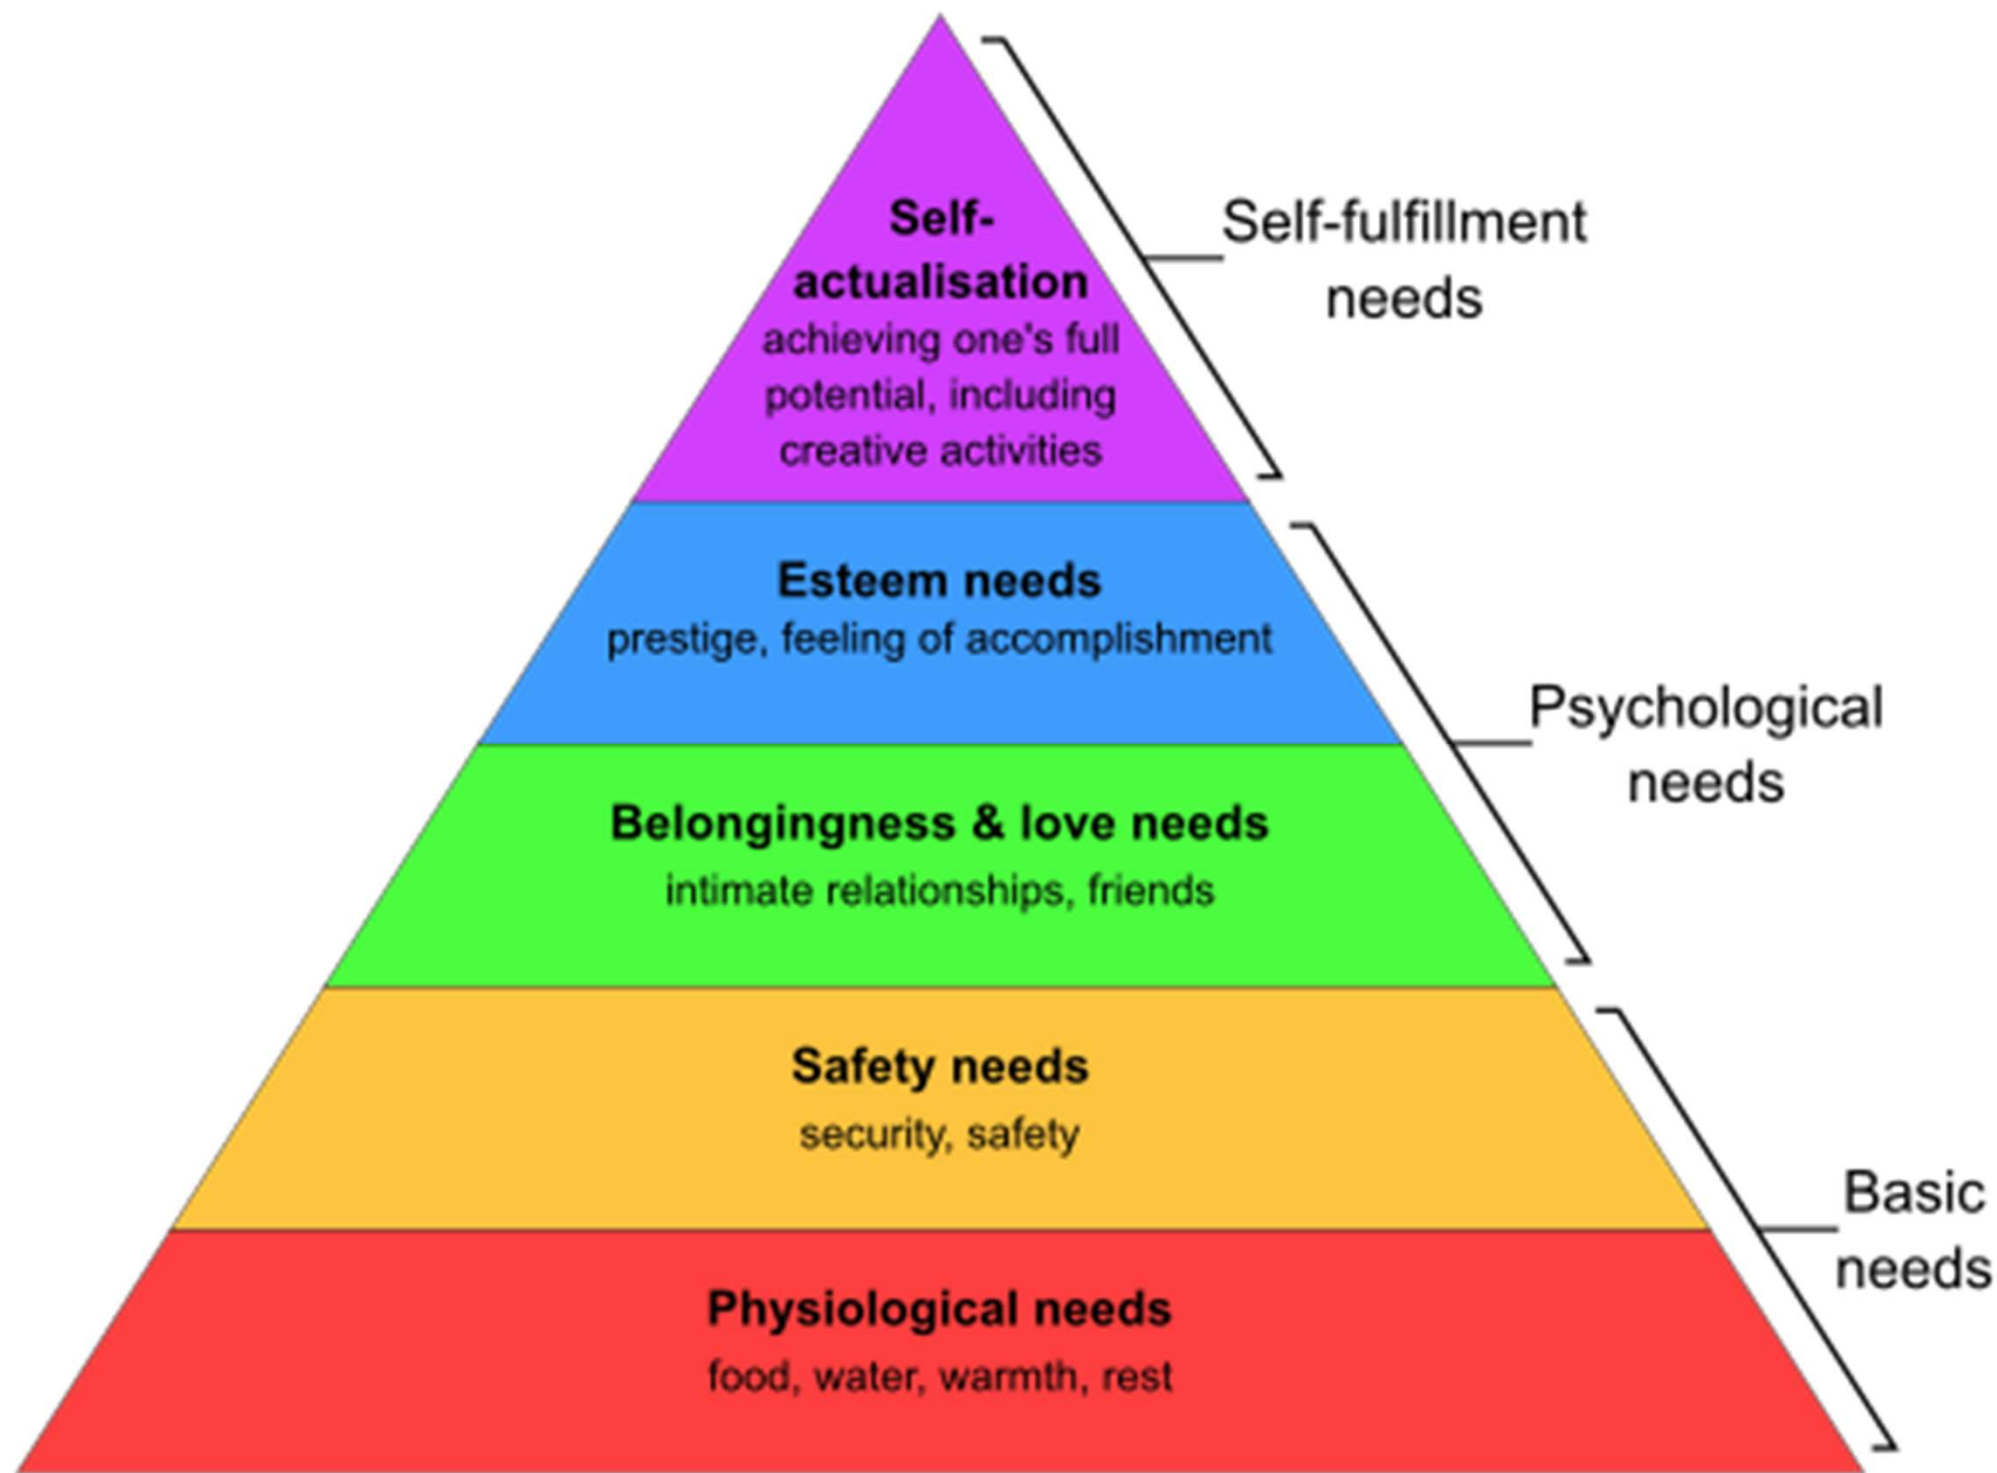 Self-
actualisation
achieving one's full
potential, including
creative activities
Self-fulfillment
needs
Esteem needs
prestige, feeling of accomplishment
Psychological
needs
Belongingness & love needs
intimate relationships, friends
Safety needs
security, safety
Basic
needs
Physiological needs
food, water, warmth, rest